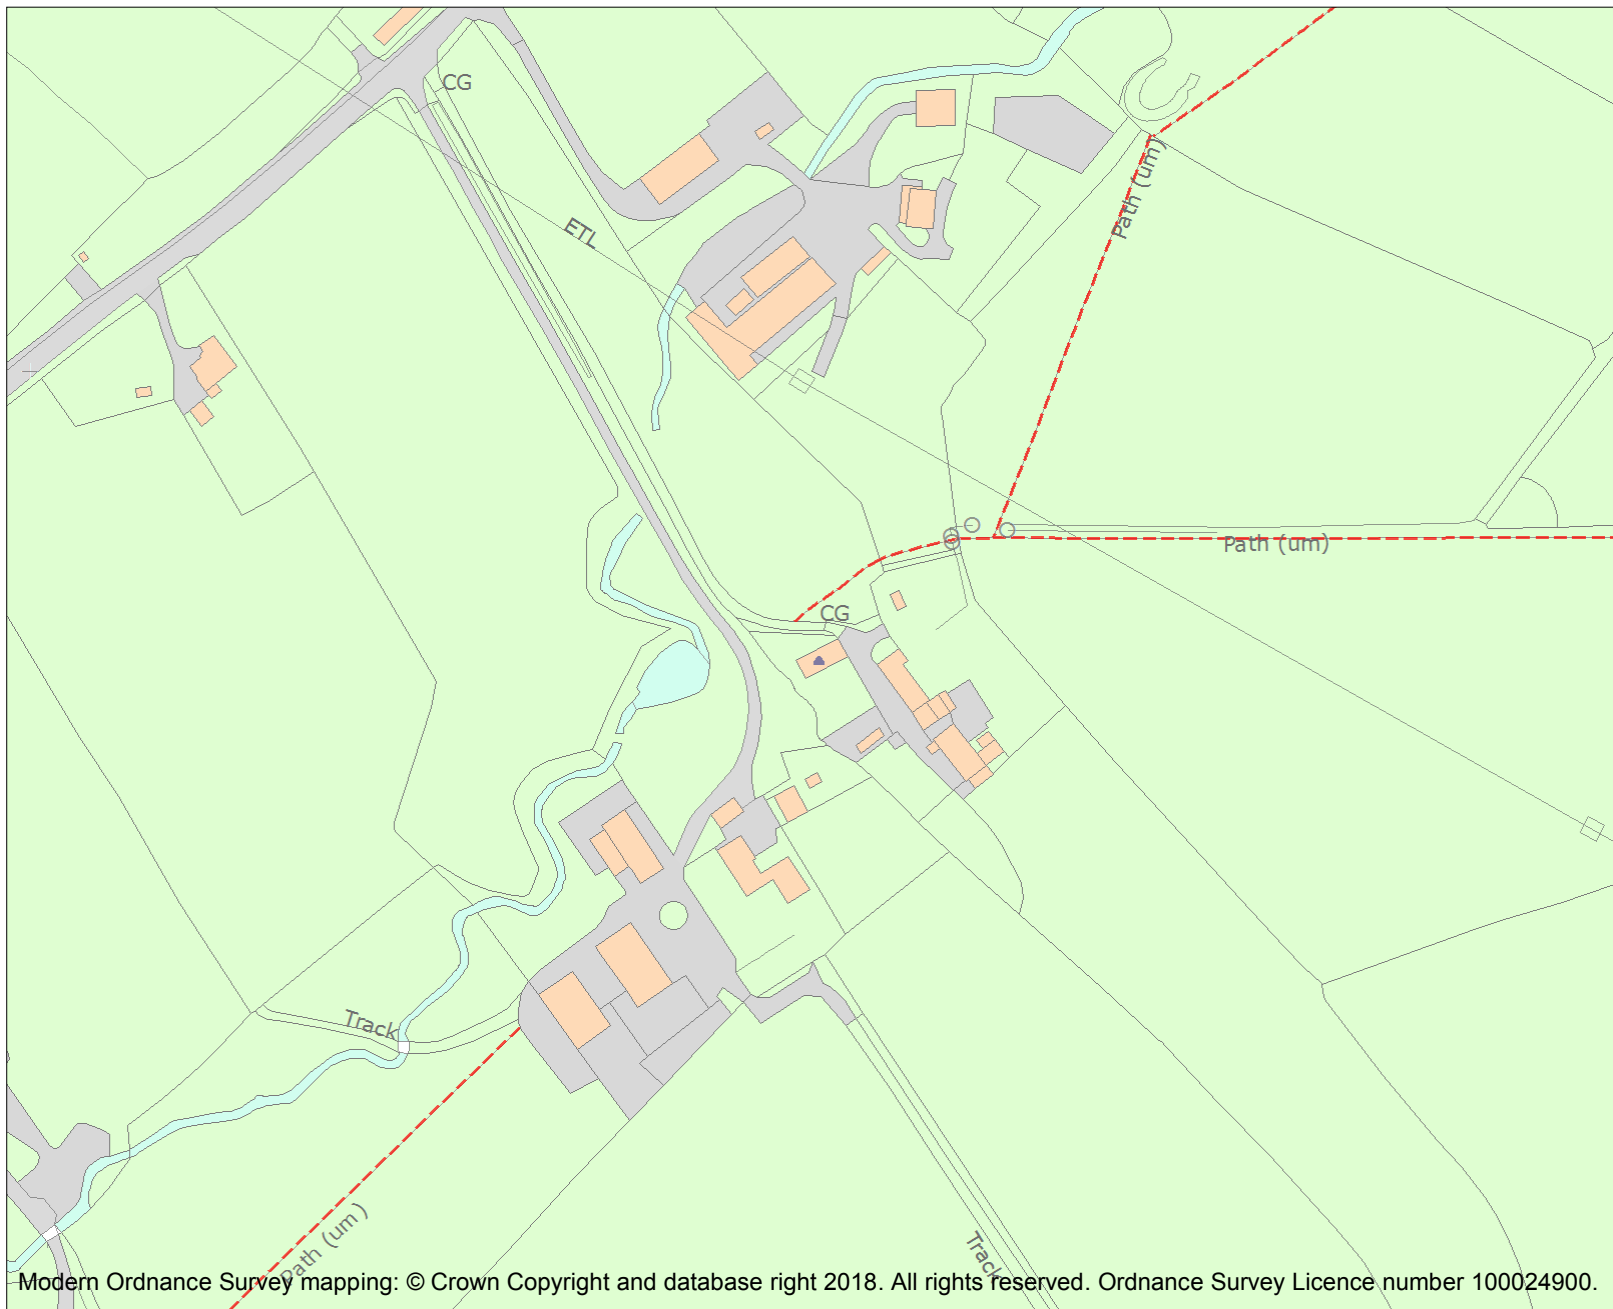 CG
Path (um)
ETL
Path (um)
CG
Track
Path (um)
Track
Modern Ordnance Survey mapping: © Crown Copyright and database right 2018. All rights reserved. Ordnance Survey Licence number 100024900.